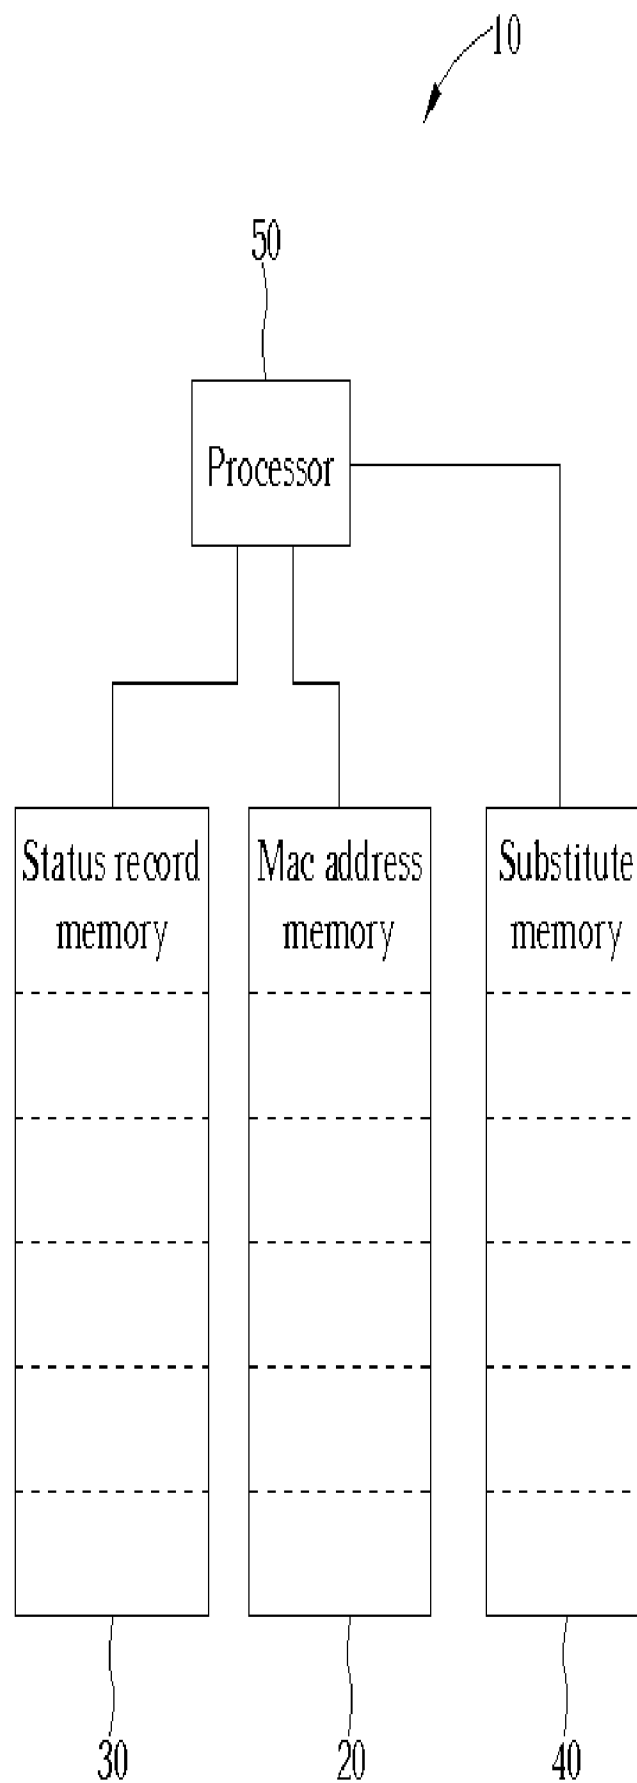 10
50
Processor
Status record
memory
Mac address
memory
Substitute
memory
30
20
40